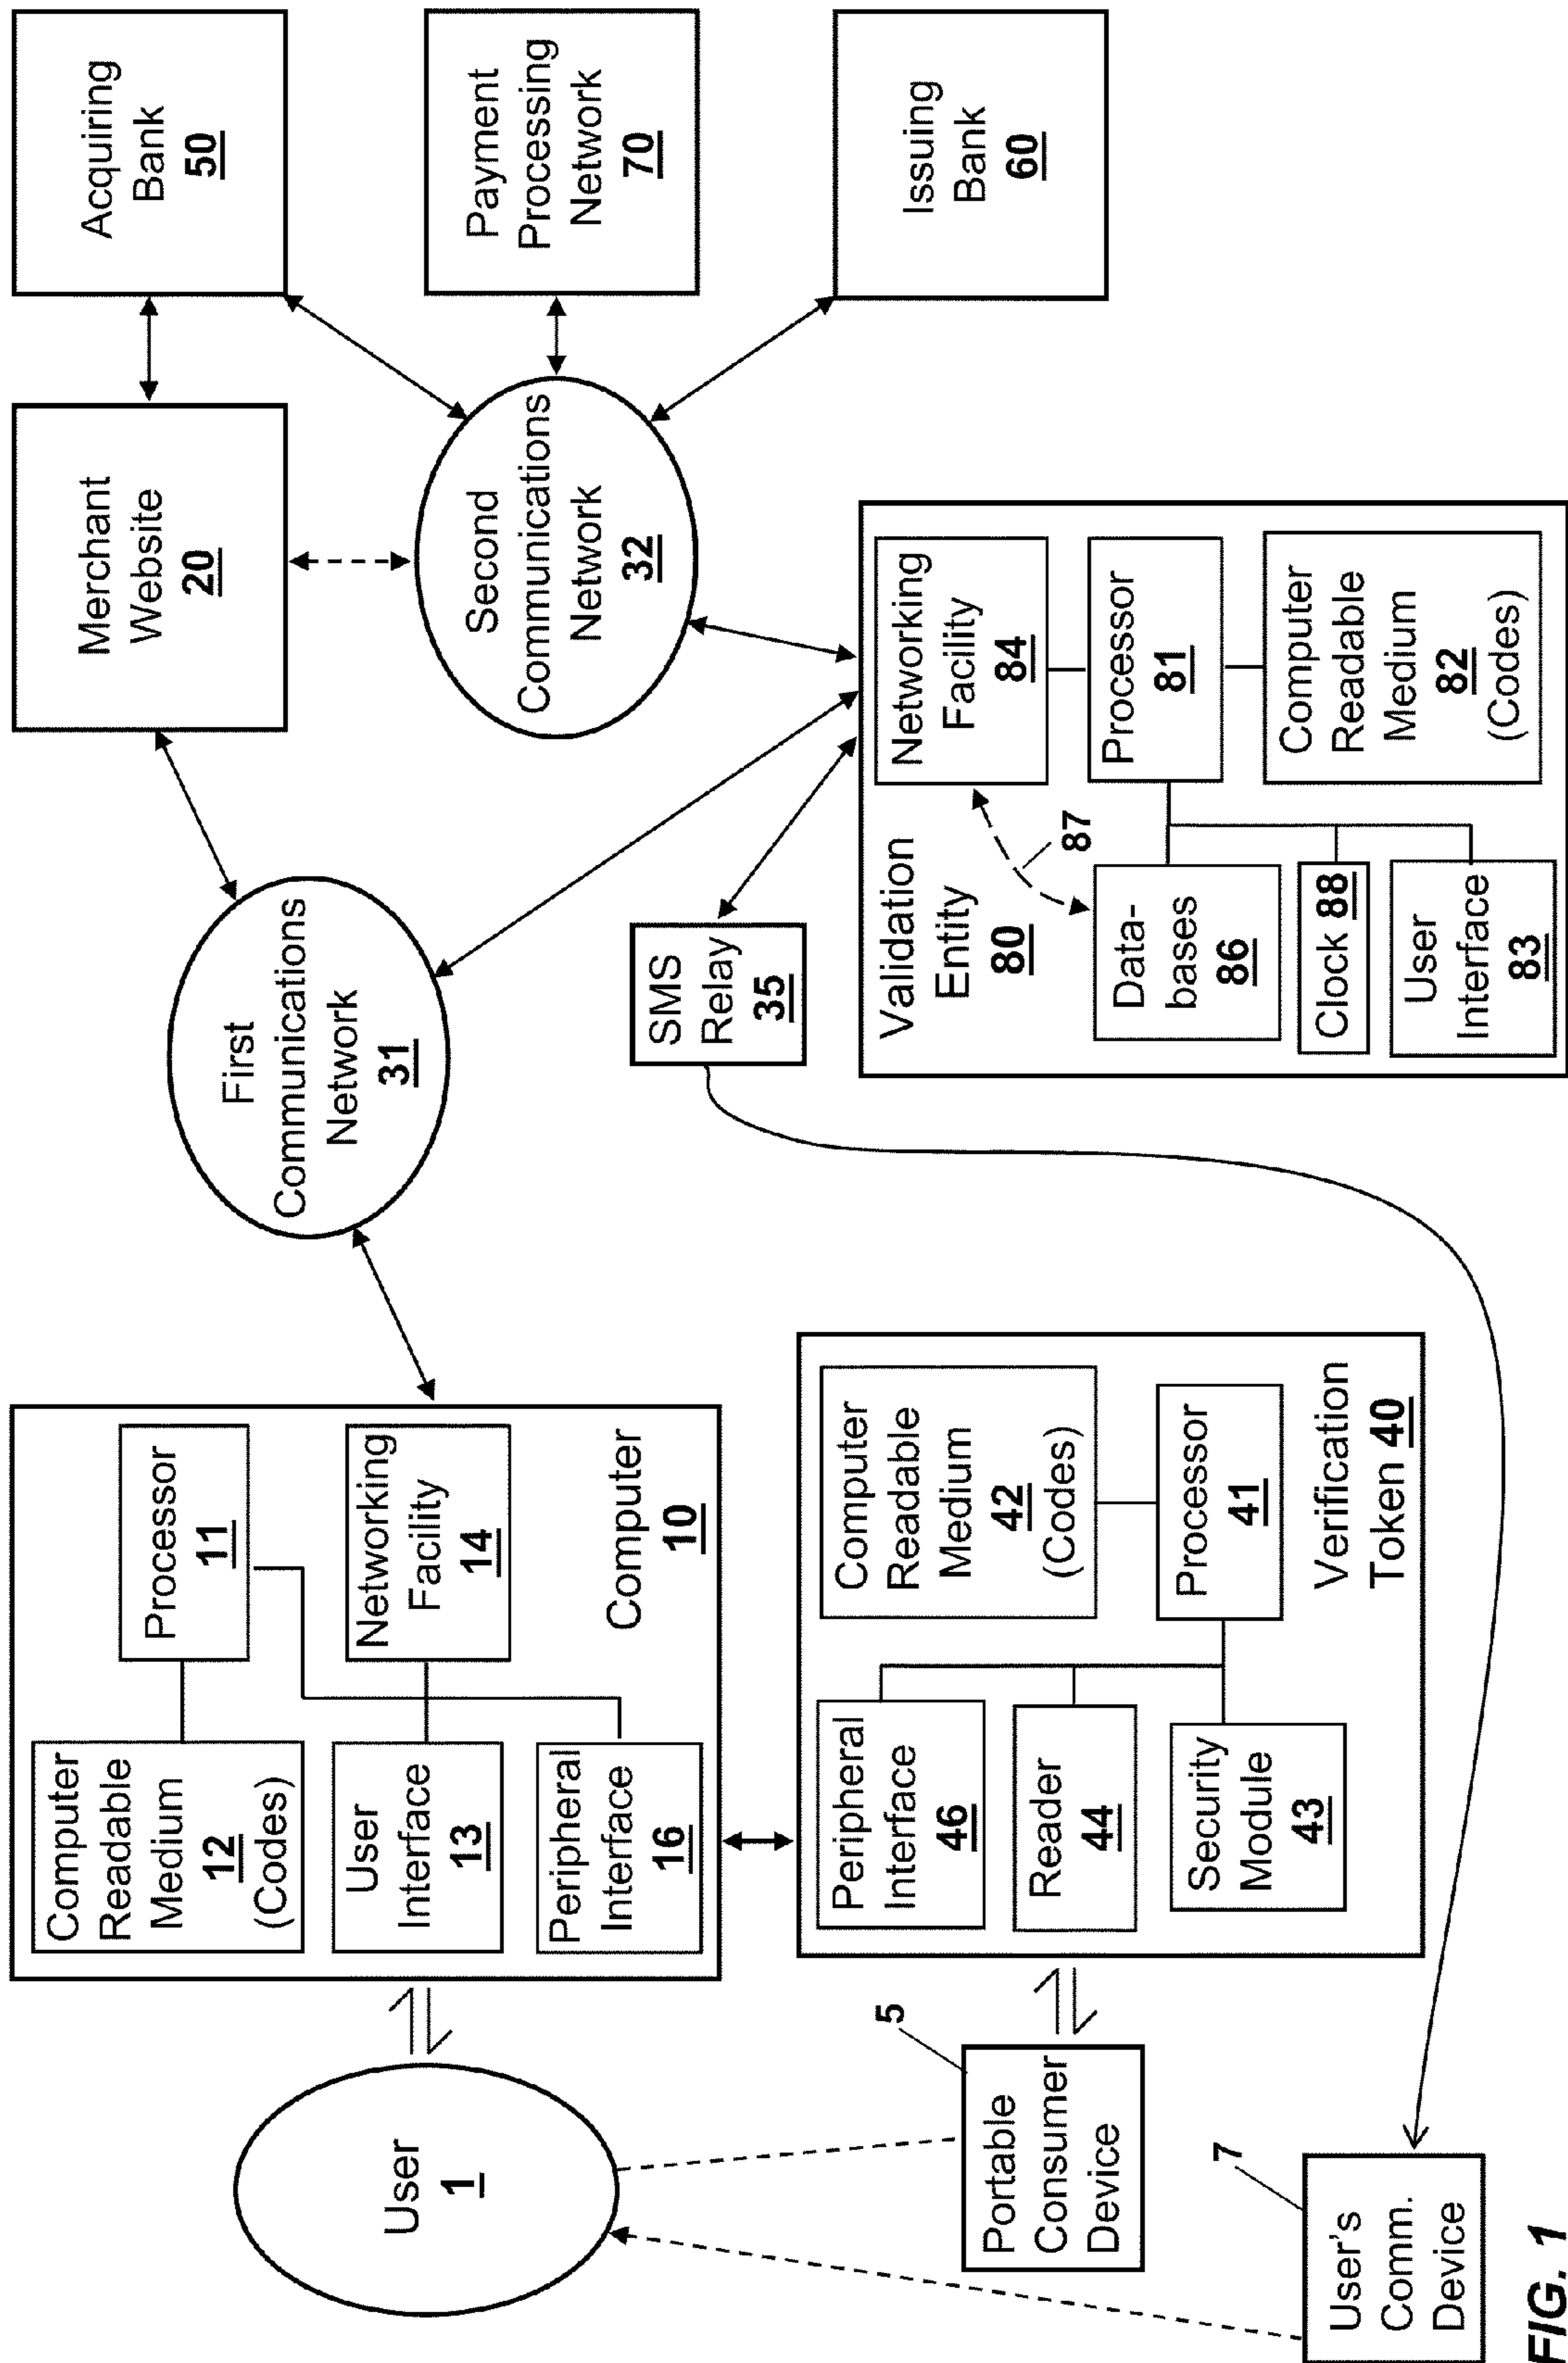 User
1
Computer
Readable
Medium
12
(Codes)
Processor
11
User
Interface
13
Networking
Facility
14
Peripheral
Interface
16
Computer
10
First
Communications
Network
31
Merchant
Website
20
Acquiring
Bank
50
Second
Communications
Network
32
Payment
Processing
Network
70
Issuing
Bank
60
SMS
Relay
35
5
Portable
Consumer
Device
Peripheral
Interface
46
Computer
Readable
Medium
42
(Codes)
Reader
44
Processor
41
Security
Module
43
Verification
Token 40
Validation
Entity
80
Networking
Facility
84
87
Data-
bases
86
Processor
81
Clock 88
User
Interface
83
Computer
Readable
Medium
82
(Codes)
7
User's
Comm.
Device
FIG. 1